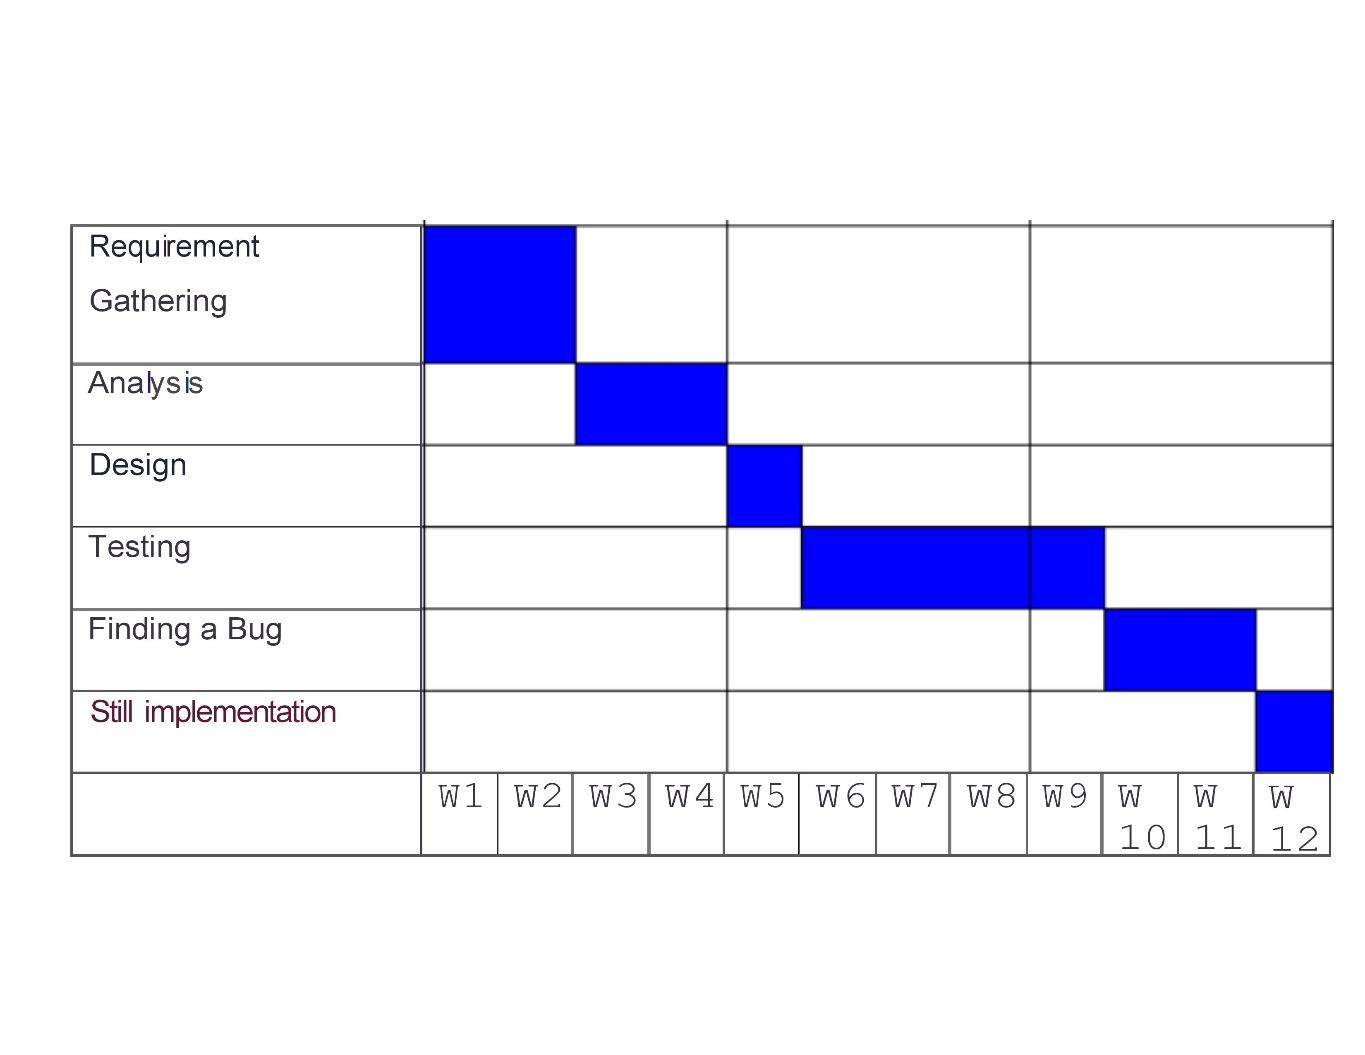 Requirement
Gathering
Analysis
Design
Testing
Finding a Bug
Still implementation
W1 W2 W3 W4 W5 W6 W7 W8 W9 W W W
10 11 12